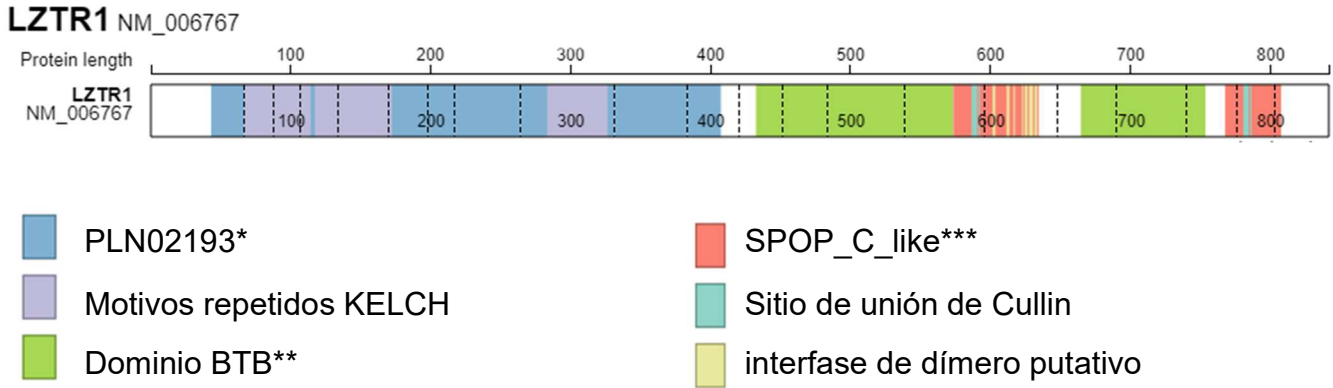 LZTR1 NM_006767
Protein length 100 200 300 400 500 600 700 800
LZTR1
NM_006767
100 200 300 400 500 600 700 800
PLN02193*
Motivos repetidos KELCH
Dominio BTB**
SPOP_C_like***
Sitio de unión de Cullin
interfase de dímero putativo